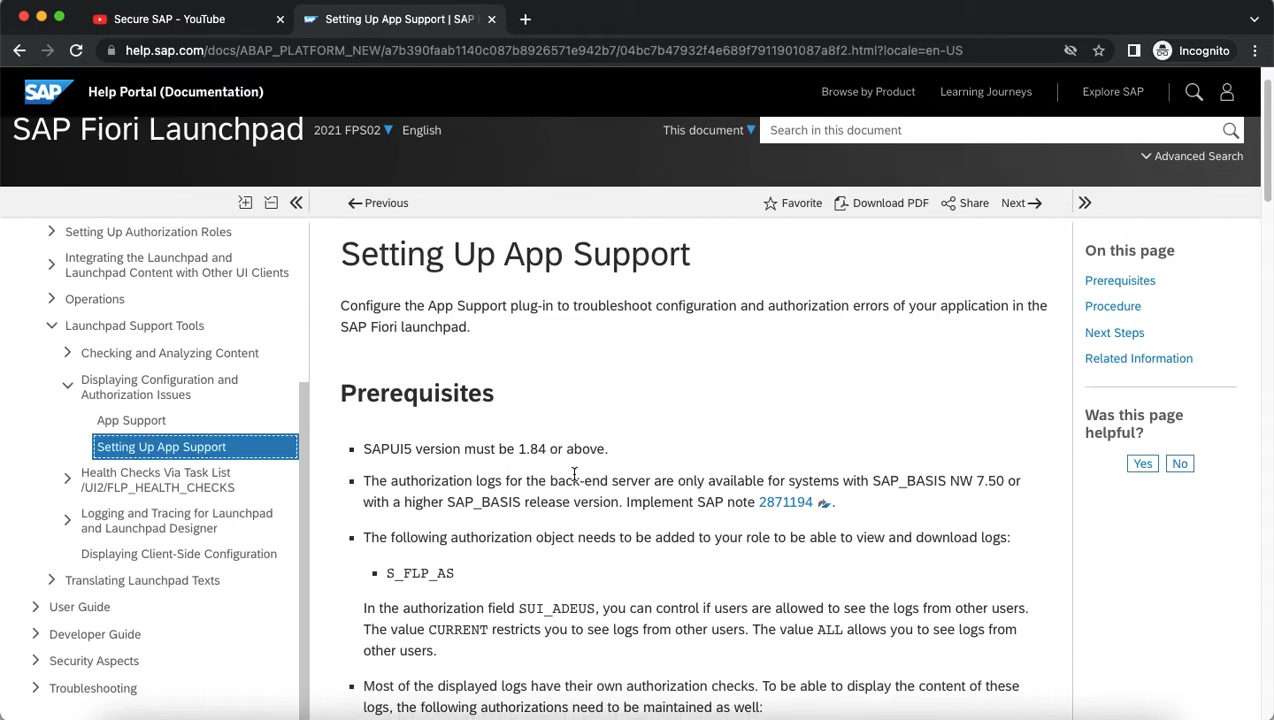 Secure SAP - YouTube
Setting Up App Support | SAP
help.sap.com/docs/ABAP_PLATFORM_NEW/a7b390faab1140c087b8926571e942b7/04bc7b47932f4e689f7911901087a8f2.html?locale=en-US
Incognito
SAP
Help Portal (Documentation)
Browse by Product
Learning Journeys
Explore SAP
SAP Fiori Launchpad
2021 FPS02
English
This document
Search in this document
Advanced Search
Previous
Favorite
Download PDF
Share
Next
Setting Up Authorization Roles
Integrating the Launchpad and
Launchpad Content with Other UI Clients
Operations
Launchpad Support Tools
Checking and Analyzing Content
Displaying Configuration and
Authorization Issues
App Support
Setting Up App Support
Health Checks Via Task List
/UI2/FLP_HEALTH_CHECKS
Logging and Tracing for Launchpad
and Launchpad Designer
Displaying Client-Side Configuration
Translating Launchpad Texts
User Guide
Developer Guide
Security Aspects
Troubleshooting
Setting Up App Support
Configure the App Support plug-in to troubleshoot configuration and authorization errors of your application in the
SAP Fiori launchpad.
Prerequisites
SAPUI5 version must be 1.84 or above.
The authorization logs for the back-end server are only available for systems with SAP_BASIS NW 7.50 or
with a higher SAP_BASIS release version. Implement SAP note 2871194.
The following authorization object needs to be added to your role to be able to view and download logs:
S_FLP_AS
In the authorization field SUI_ADEUS, you can control if users are allowed to see the logs from other users.
The value CURRENT restricts you to see logs from other users. The value ALL allows you to see logs from
other users.
Most of the displayed logs have their own authorization checks. To be able to display the content of these
logs, the following authorizations need to be maintained as well:
On this page
Prerequisites
Procedure
Next Steps
Related Information
Was this page
helpful?
Yes
No